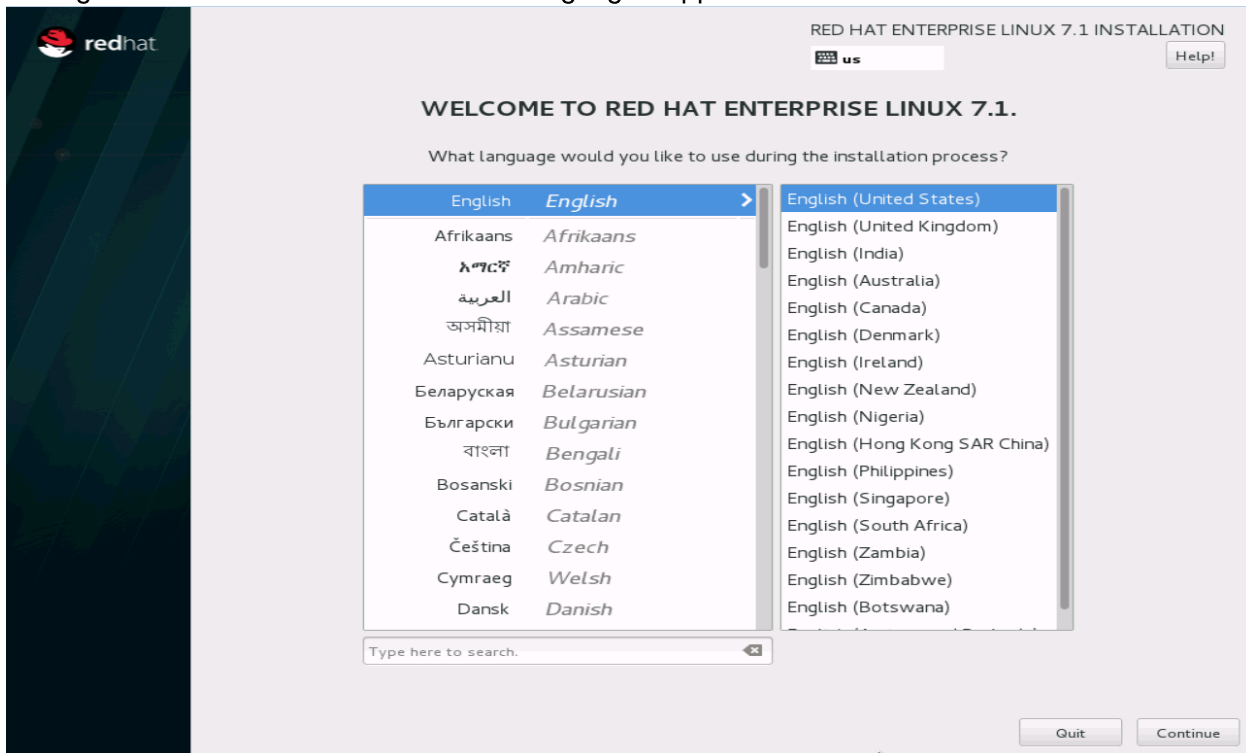 redhat.
RED HAT ENTERPRISE LINUX 7.1 INSTALLATION
us
Help!
WELCOME TO RED HAT ENTERPRISE LINUX 7.1.
What language would you like to use during the installation process?
English English
Afrikaans Afrikaans
አማርኛ Amharic
العربية Arabic
অসমীয়া Assamese
Asturianu Asturian
Беларуская Belarusian
Български Bulgarian
বাংলা Bengali
Bosanski Bosnian
Català Catalan
Čeština Czech
Cymraeg Welsh
Dansk Danish
English (United States)
English (United Kingdom)
English (India)
English (Australia)
English (Canada)
English (Denmark)
English (Ireland)
English (New Zealand)
English (Nigeria)
English (Hong Kong SAR China)
English (Philippines)
English (Singapore)
English (South Africa)
English (Zambia)
English (Zimbabwe)
English (Botswana)
Type here to search.
Quit
Continue